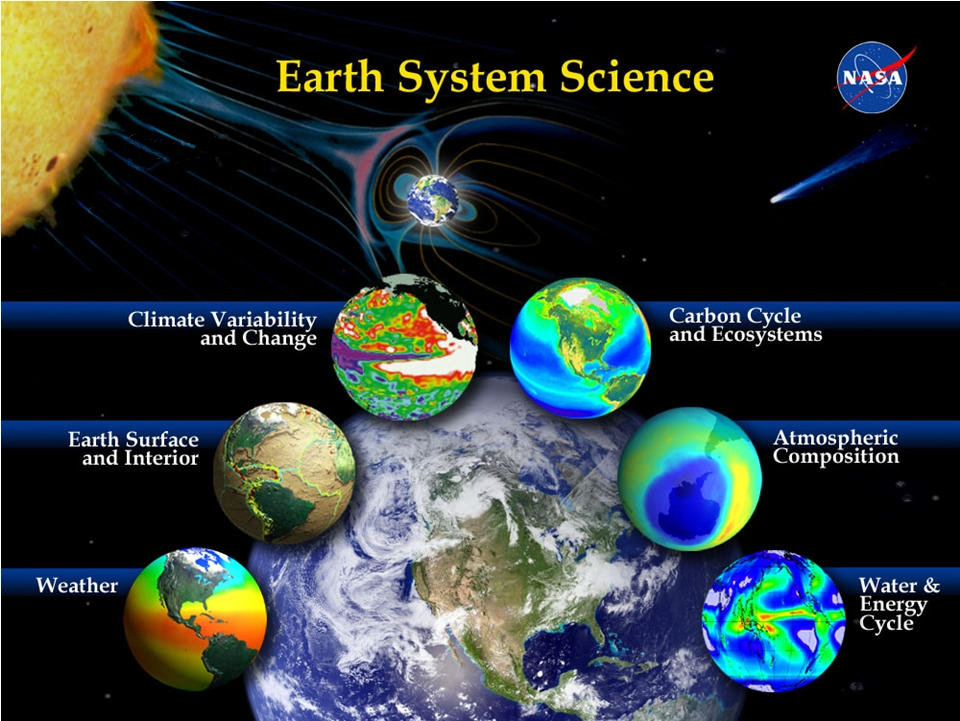 Earth System Science
NASA
Climate Variability
and Change
Carbon Cycle
and Ecosystems
Earth Surface
and Interior
Atmospheric
Composition
Weather
Water &
Energy
Cycle